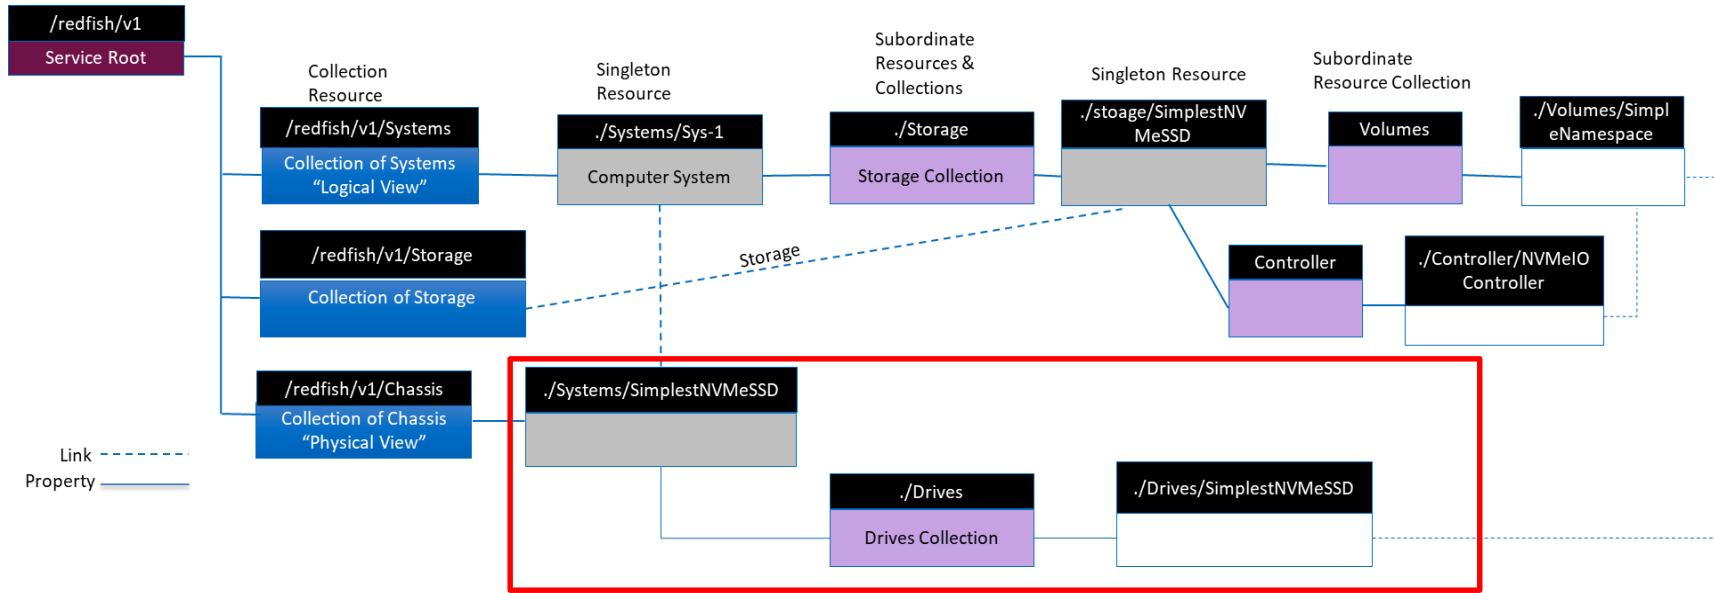 /redfish/v1
Service Root
Collection
Resource
/redfish/v1/Systems
Collection of Systems
“Logical View”
Singleton
Resource
./Systems/Sys-1
Computer System
Subordinate
Resources &
Collections
./Storage
Storage Collection
Singleton Resource
./stoage/SimplestNV
MeSSD
Subordinate
Resource Collection
Volumes
./Volumes/Simpl
eNamespace
/redfish/v1/Storage
Collection of Storage
Storage
Controller
./Controller/NVMeIO
Controller
/redfish/v1/Chassis
Collection of Chassis
“Physical View”
./Systems/SimplestNVMeSSD
Link
Property
./Drives
Drives Collection
./Drives/SimplestNVMeSSD